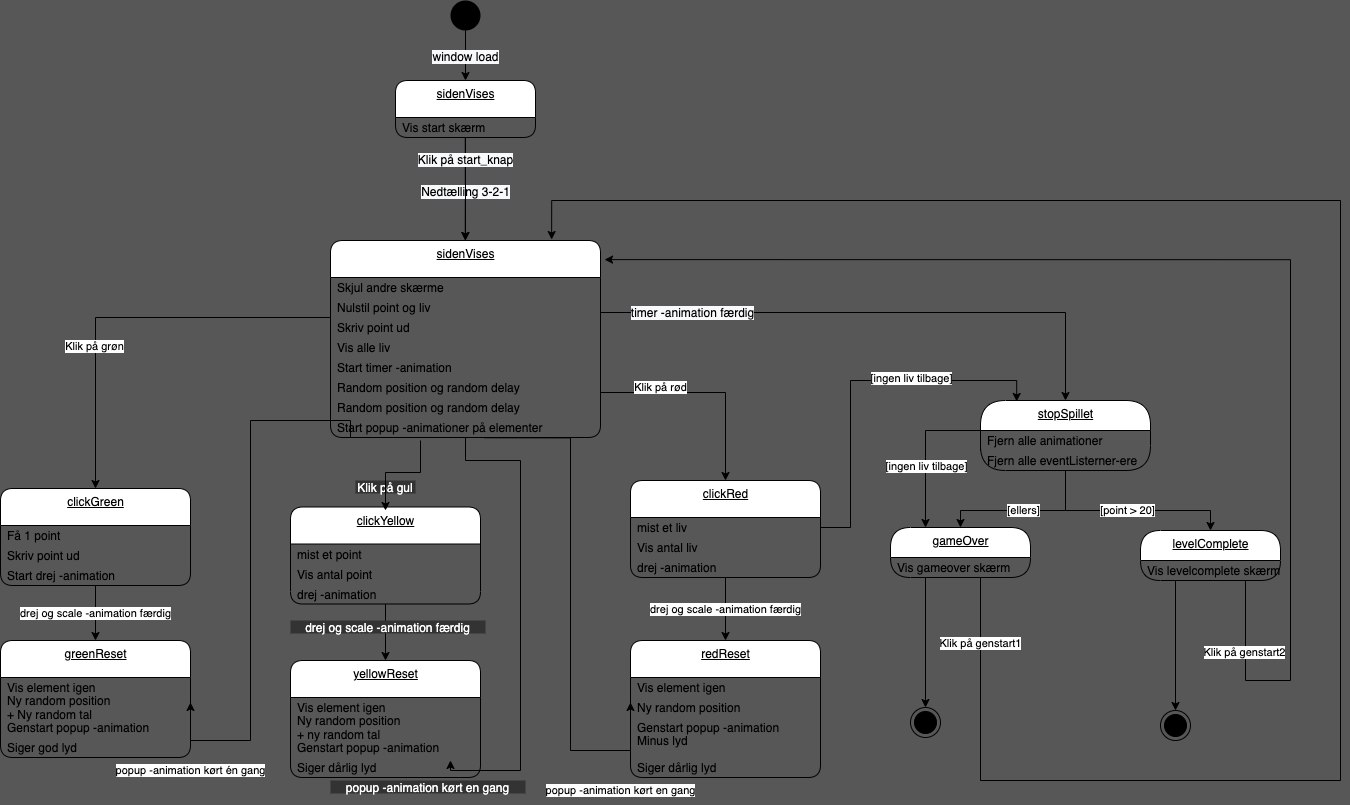 window load
sidenVises
Vis start skærm
Klik på start_knap
Nedtælling 3-2-1
sidenVises
Skjul andre skærme
Nulstil point og liv
Skriv point ud
Vis alle liv
Start timer -animation
Random position og random delay
Random position og random delay
Start popup -animationer på elementer
Klik på grøn
timer -animation færdig
Klik på rød
[ingen liv tilbage]
stopSpillet
Fjern alle animationer
Fjern alle eventListerner-ere
[ingen liv tilbage]
Klik på gul
clickGreen
Få 1 point
Skriv point ud
Start drej -animation
clickYellow
mist et point
Vis antal point
drej -animation
clickRed
mist et liv
Vis antal liv
drej -animation
[ellers]
[point > 20]
gameOver
Vis gameover skærm
levelComplete
Vis levelcomplete skærm
drej og scale -animation færdig
drej og scale -animation færdig
drej og scale -animation færdig
Klik på genstart1
Klik på genstart2
greenReset
Vis element igen
Ny random position
+ Ny random tal
Genstart popup -animation
Siger god lyd
yellowReset
Vis element igen
Ny random position
+ ny random tal
Genstart popup -animation
Siger dårlig lyd
redReset
Vis element igen
Ny random position
Genstart popup -animation
Minus lyd
Siger dårlig lyd
popup -animation kørt én gang
popup -animation kørt en gang
popup -animation kørt en gang